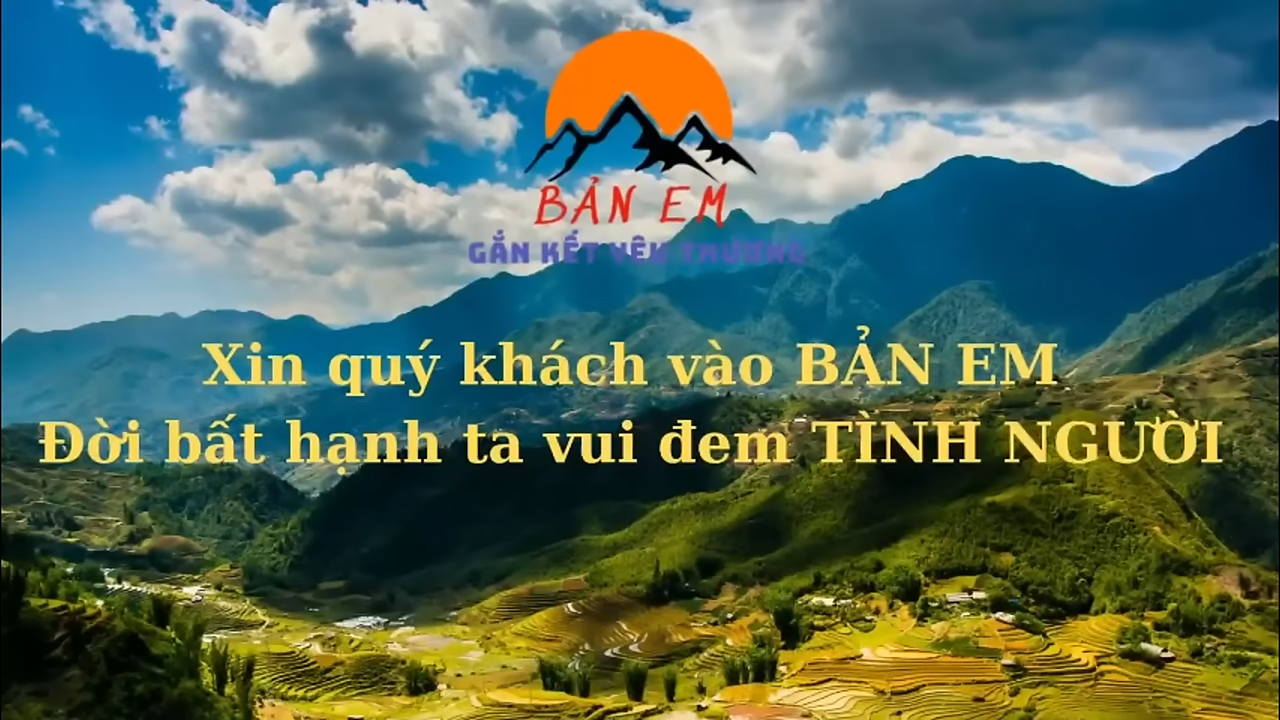 BẢN EM
GẮN KẾT YÊU THƯƠNG
Xin quý khách vào BẢN EM
Đời bất hạnh ta vui đem TÌNH NGƯỜI